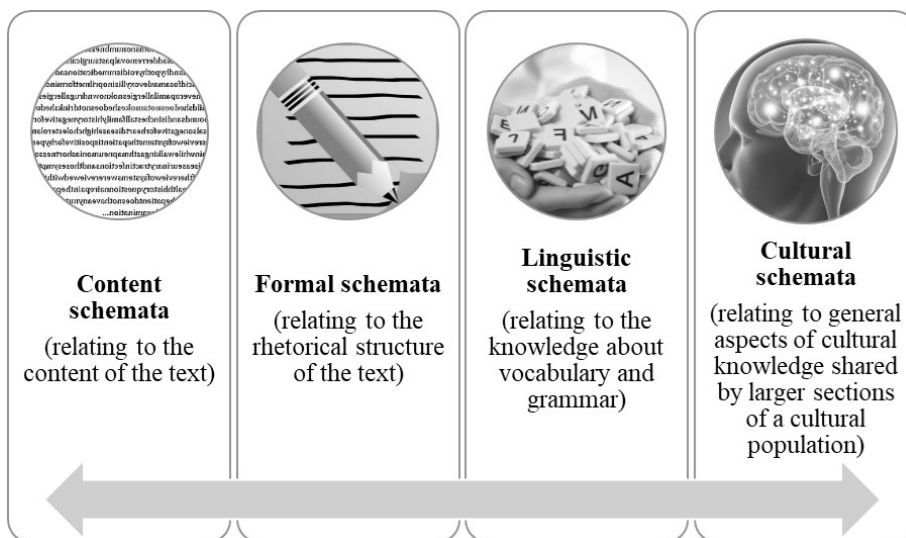 Content
schemata
(relating to the
content of the text)
Formal schemata
(relating to the
rhetorical structure
of the text)
Linguistic
schemata
(relating to the
knowledge about
vocabulary and
grammar)
Cultural
schemata
(relating to general
aspects of cultural
knowledge shared
by larger sections
of a cultural
population)